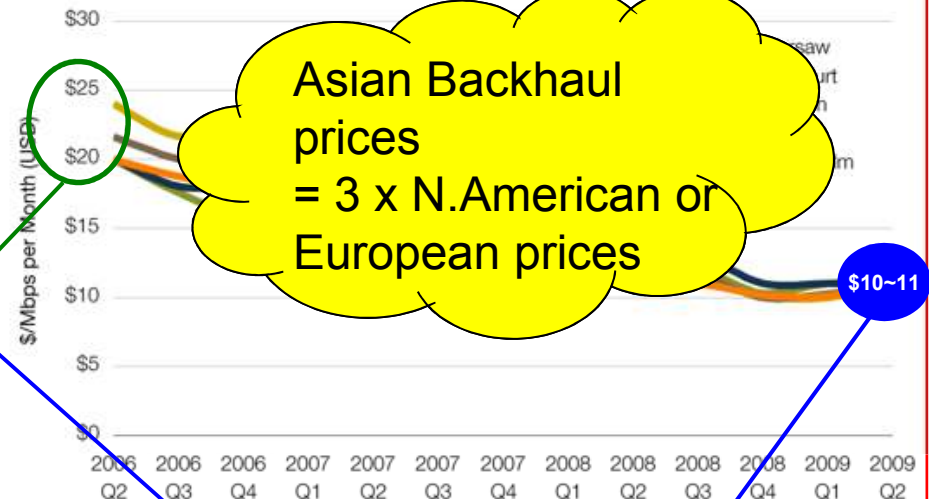 $30
$25
$20
$15
$10
$5
$0
$/Mbps per Month (USD)
Asian Backhaul
prices
= 3 x N.American or
European prices
$10~11
2006 2006 2006 2007 2007 2007 2007 2008 2008 2008 2008 2009 2009
Q2 Q3 Q4 Q1 Q2 Q3 Q4 Q1 Q2 Q3 Q4 Q1 Q2